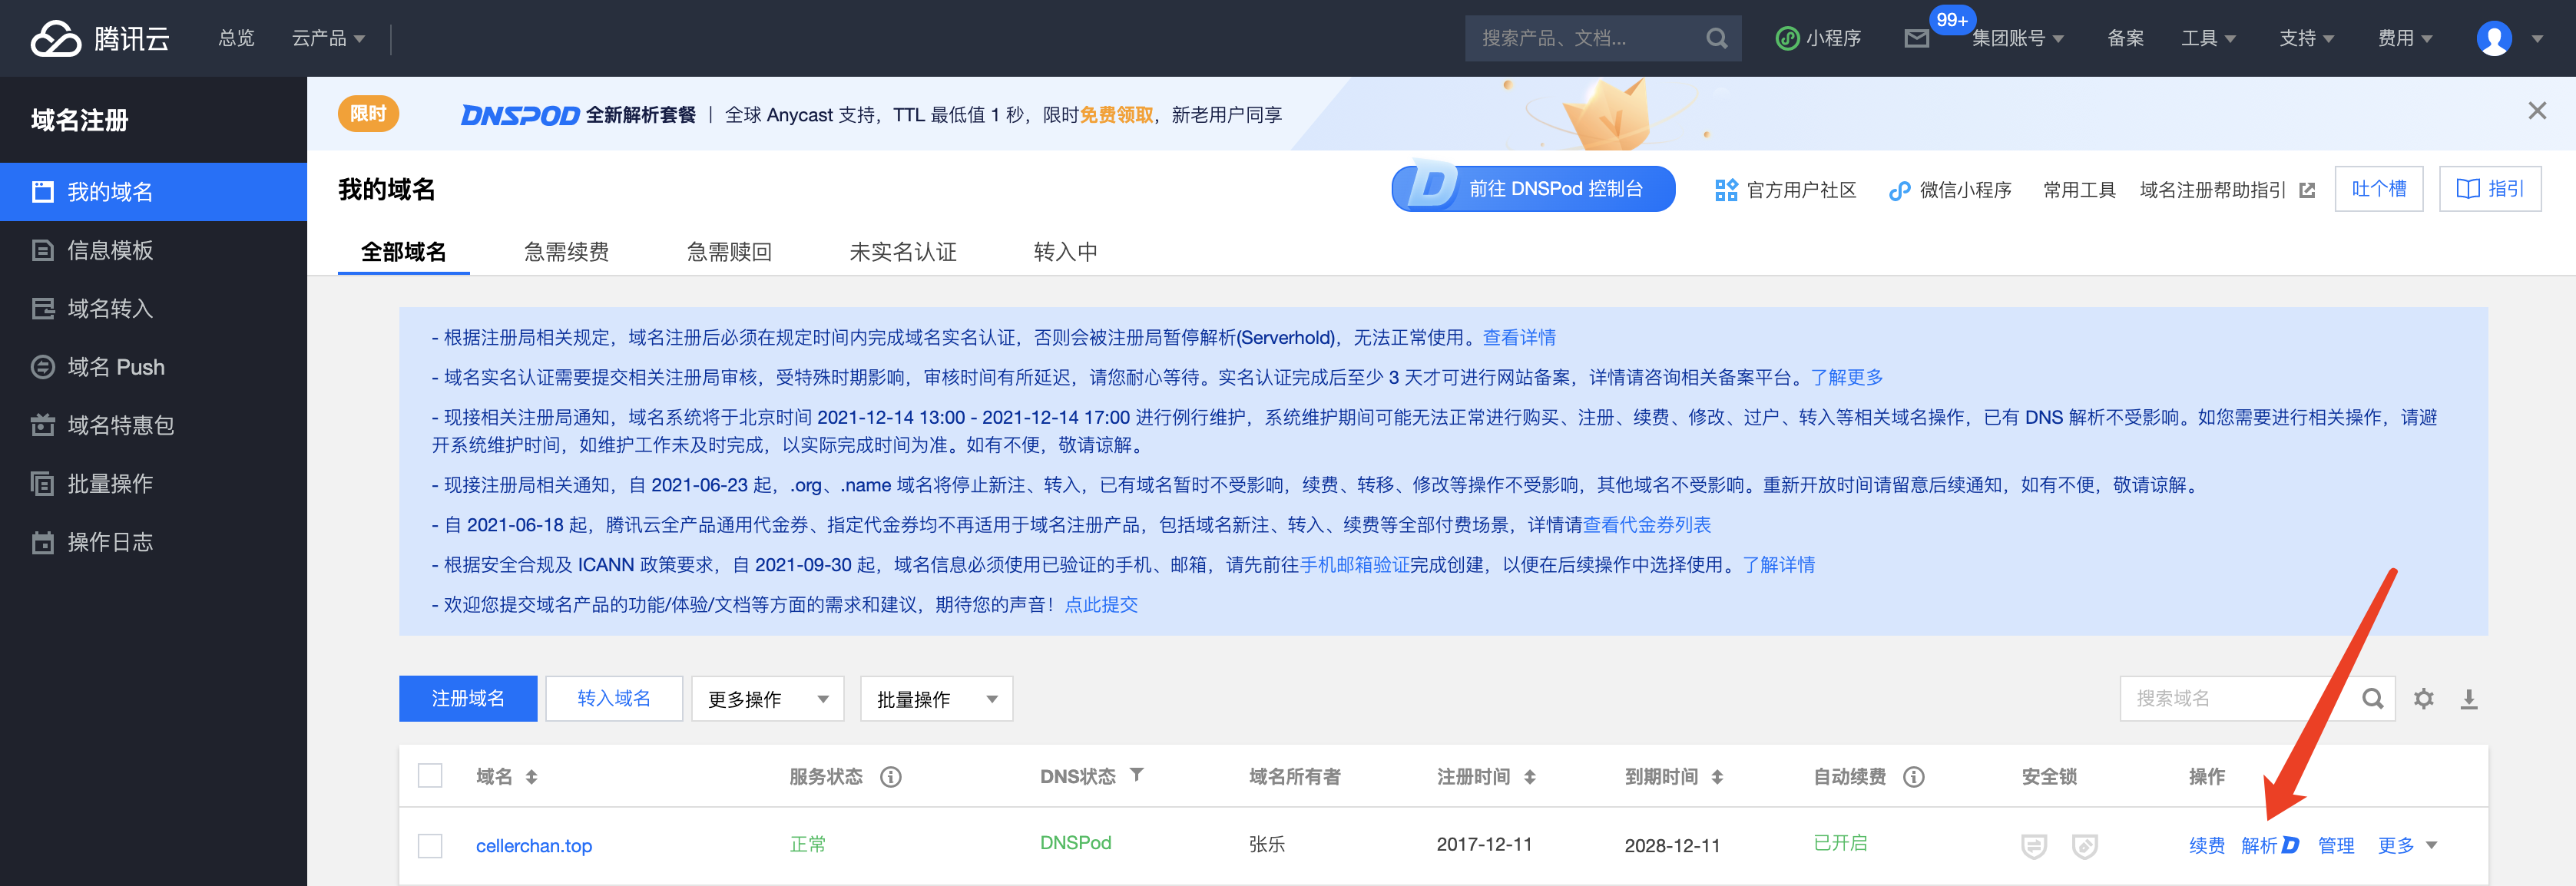 腾讯云 总览 云产品 搜索产品、文档... 小程序 99+ 集团账号 备案 工具 支持 费用
域名注册
我的域名
信息模板
域名转入
域名 Push
域名特惠包
批量操作
操作日志
限时 DNSPOD 全新解析套餐 | 全球 Anycast 支持，TTL 最低值 1 秒，限时免费领取，新老用户同享
我的域名 前往 DNSPod 控制台 官方用户社区 微信小程序 常用工具 域名注册帮助指引 吐个槽 指引
全部域名 急需续费 急需赎回 未实名认证 转入中
- 根据注册局相关规定，域名注册后必须在规定时间内完成域名实名认证，否则会被注册局暂停解析(Serverhold)，无法正常使用。查看详情
- 域名实名认证需要提交相关注册局审核，受特殊时期影响，审核时间有所延迟，请您耐心等待。实名认证完成后至少 3 天才可进行网站备案，详情请咨询相关备案平台。了解更多
- 现接相关注册局通知，域名系统将于北京时间 2021-12-14 13:00 - 2021-12-14 17:00 进行例行维护，系统维护期间可能无法正常进行购买、注册、续费、修改、过户、转入等相关域名操作，已有 DNS 解析不受影响。如您需要进行相关操作，请避
开系统维护时间，如维护工作未及时完成，以实际完成时间为准。如有不便，敬请谅解。
- 现接注册局相关通知，自 2021-06-23 起，.org、.name 域名将停止新注、转入，已有域名暂时不受影响，续费、转移、修改等操作不受影响，其他域名不受影响。重新开放时间请留意后续通知，如有不便，敬请谅解。
- 自 2021-06-18 起，腾讯云全产品通用代金券、指定代金券均不再适用于域名注册产品，包括域名新注、转入、续费等全部付费场景，详情请查看代金券列表
- 根据安全合规及 ICANN 政策要求，自 2021-09-30 起，域名信息必须使用已验证的手机、邮箱，请先前往手机邮箱验证完成创建，以便在后续操作中选择使用。了解详情
- 欢迎您提交域名产品的功能/体验/文档等方面的需求和建议，期待您的声音！点此提交
注册域名 转入域名 更多操作 批量操作 搜索域名
域名 服务状态 DNS状态 域名所有者 注册时间 到期时间 自动续费 安全锁 操作
cellerchan.top 正常 DNSPod 张乐 2017-12-11 2028-12-11 已开启 续费 解析 管理 更多